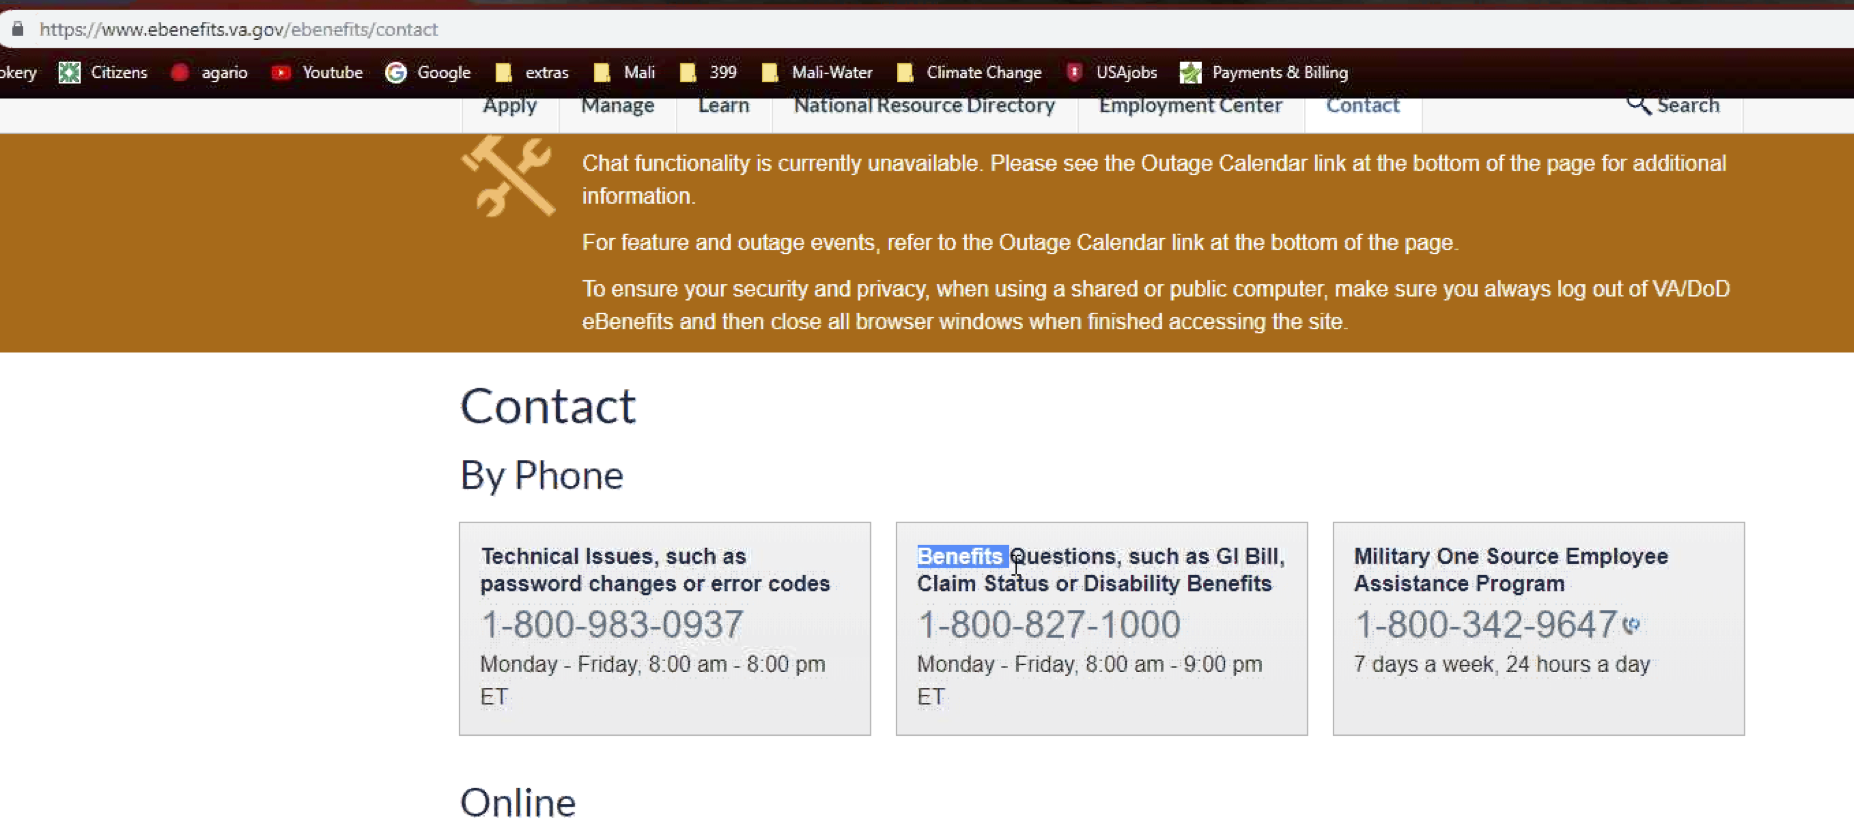 https://www.ebenefits.va.gov/ebenefits/contact
okery Citizens agario Youtube Google extras Mali 399 Mali-Water Climate Change USAjobs Payments & Billing
Apply Manage Learn National Resource Directory Employment Center Contact Search
Chat functionality is currently unavailable. Please see the Outage Calendar link at the bottom of the page for additional
information.
For feature and outage events, refer to the Outage Calendar link at the bottom of the page.
To ensure your security and privacy, when using a shared or public computer, make sure you always log out of VA/DoD
eBenefits and then close all browser windows when finished accessing the site.
Contact
By Phone
Technical Issues, such as
password changes or error codes
1-800-983-0937
Monday - Friday, 8:00 am - 8:00 pm
ET
Benefits Questions, such as GI Bill,
Claim Status or Disability Benefits
1-800-827-1000
Monday - Friday, 8:00 am - 9:00 pm
ET
Military One Source Employee
Assistance Program
1-800-342-9647
7 days a week, 24 hours a day
Online